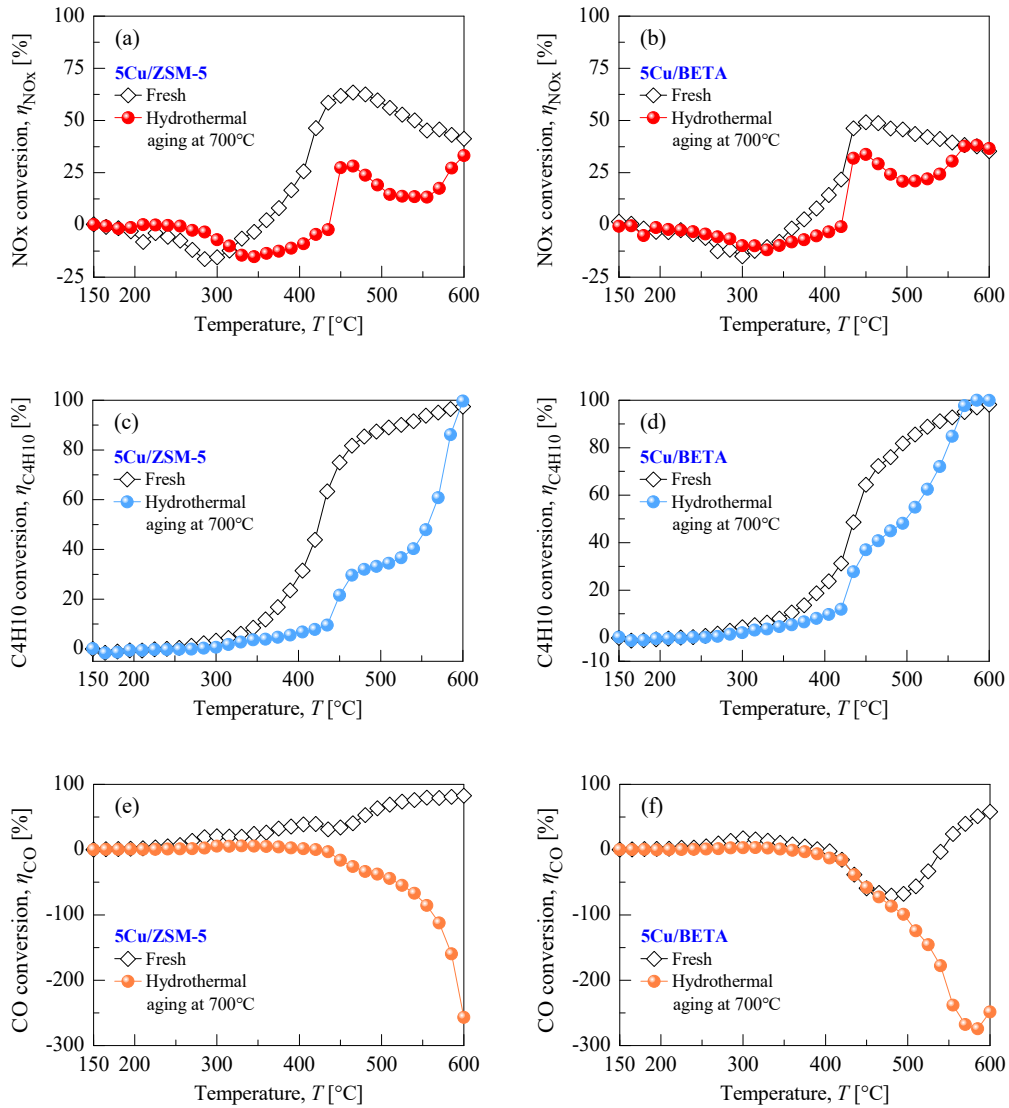 (a)
5Cu/ZSM-5
Fresh
Hydrothermal
aging at 700°C
NOx conversion, ηNOx [%]
100
75
50
25
0
-25
150 200 300 400 500 600
Temperature, T [°C]
(b)
5Cu/BETA
Fresh
Hydrothermal
aging at 700°C
NOx conversion, ηNOx [%]
100
75
50
25
0
-25
150 200 300 400 500 600
Temperature, T [°C]
(c)
5Cu/ZSM-5
Fresh
Hydrothermal
aging at 700°C
C4H10 conversion, ηC4H10 [%]
100
80
60
40
20
0
150 200 300 400 500 600
Temperature, T [°C]
(d)
5Cu/BETA
Fresh
Hydrothermal
aging at 700°C
C4H10 conversion, ηC4H10 [%]
100
80
60
40
20
0
-10
150 200 300 400 500 600
Temperature, T [°C]
(e)
5Cu/ZSM-5
Fresh
Hydrothermal
aging at 700°C
CO conversion, ηCO [%]
100
0
-100
-200
-300
150 200 300 400 500 600
Temperature, T [°C]
(f)
5Cu/BETA
Fresh
Hydrothermal
aging at 700°C
CO conversion, ηCO [%]
100
0
-100
-200
-300
150 200 300 400 500 600
Temperature, T [°C]